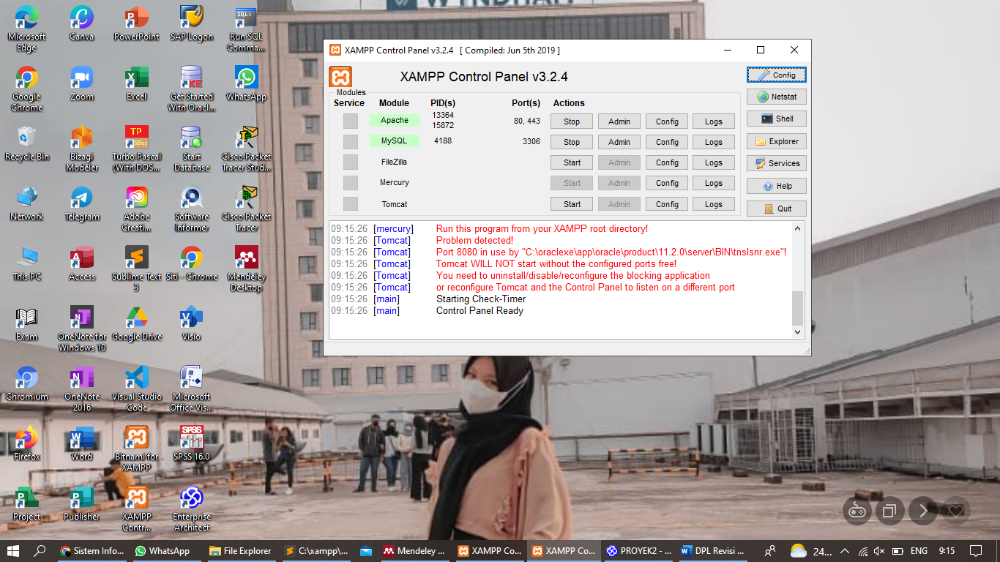 WYNDHAM
Microsoft
Edge
Canva
PowerPoint
SAP Logon
Run SQL
Comma...
Google
Chrome
Zoom
Excel
Get Started
With Oracl...
WhatsApp
Recycle Bin
Bizagi
Modeler
Turbo Pascal
(With DOS...
Start
Database
Cisco Packet
Tracer Stud...
Network
Telegram
Adobe
Creati...
Software
Informer
Cisco Packet
Tracer
This PC
Access
Sublime Text
3
Siti - Chrome
Mendeley
Desktop
Exam
OneNote for
Windows 10
Google Drive
Visio
Chromium
OneNote
2016
Visual Studio
Code
Microsoft
Office Vis...
Firefox
Word
Bitnami for
XAMPP
SPSS 16.0
Project
Publisher
XAMPP
Contr...
Enterprise
Architect
XAMPP Control Panel v3.2.4 [ Compiled: Jun 5th 2019 ]
XAMPP Control Panel v3.2.4
Config
Modules
Service Module PID(s) Port(s) Actions
Netstat
Apache 13364
15872 80, 443 Stop Admin Config Logs
Shell
MySQL 4188 3306 Stop Admin Config Logs
Explorer
FileZilla Start Admin Config Logs
Services
Mercury Start Admin Config Logs
Help
Tomcat Start Admin Config Logs
Quit
09:15:26 [mercury] Run this program from your XAMPP root directory!
09:15:26 [Tomcat] Problem detected!
09:15:26 [Tomcat] Port 8080 in use by "C:\oraclexe\app\oracle\product\11.2.0\server\BIN\tnslsnr.exe"!
09:15:26 [Tomcat] Tomcat WILL NOT start without the configured ports free!
09:15:26 [Tomcat] You need to uninstall/disable/reconfigure the blocking application
09:15:26 [Tomcat] or reconfigure Tomcat and the Control Panel to listen on a different port
09:15:26 [main] Starting Check-Timer
09:15:26 [main] Control Panel Ready
Sistem Info...
WhatsApp
File Explorer
C:\xampp\...
Mendeley ...
XAMPP Co...
XAMPP Co...
PROYEK2 - ...
DPL Revisi ...
24...
ENG
9:15